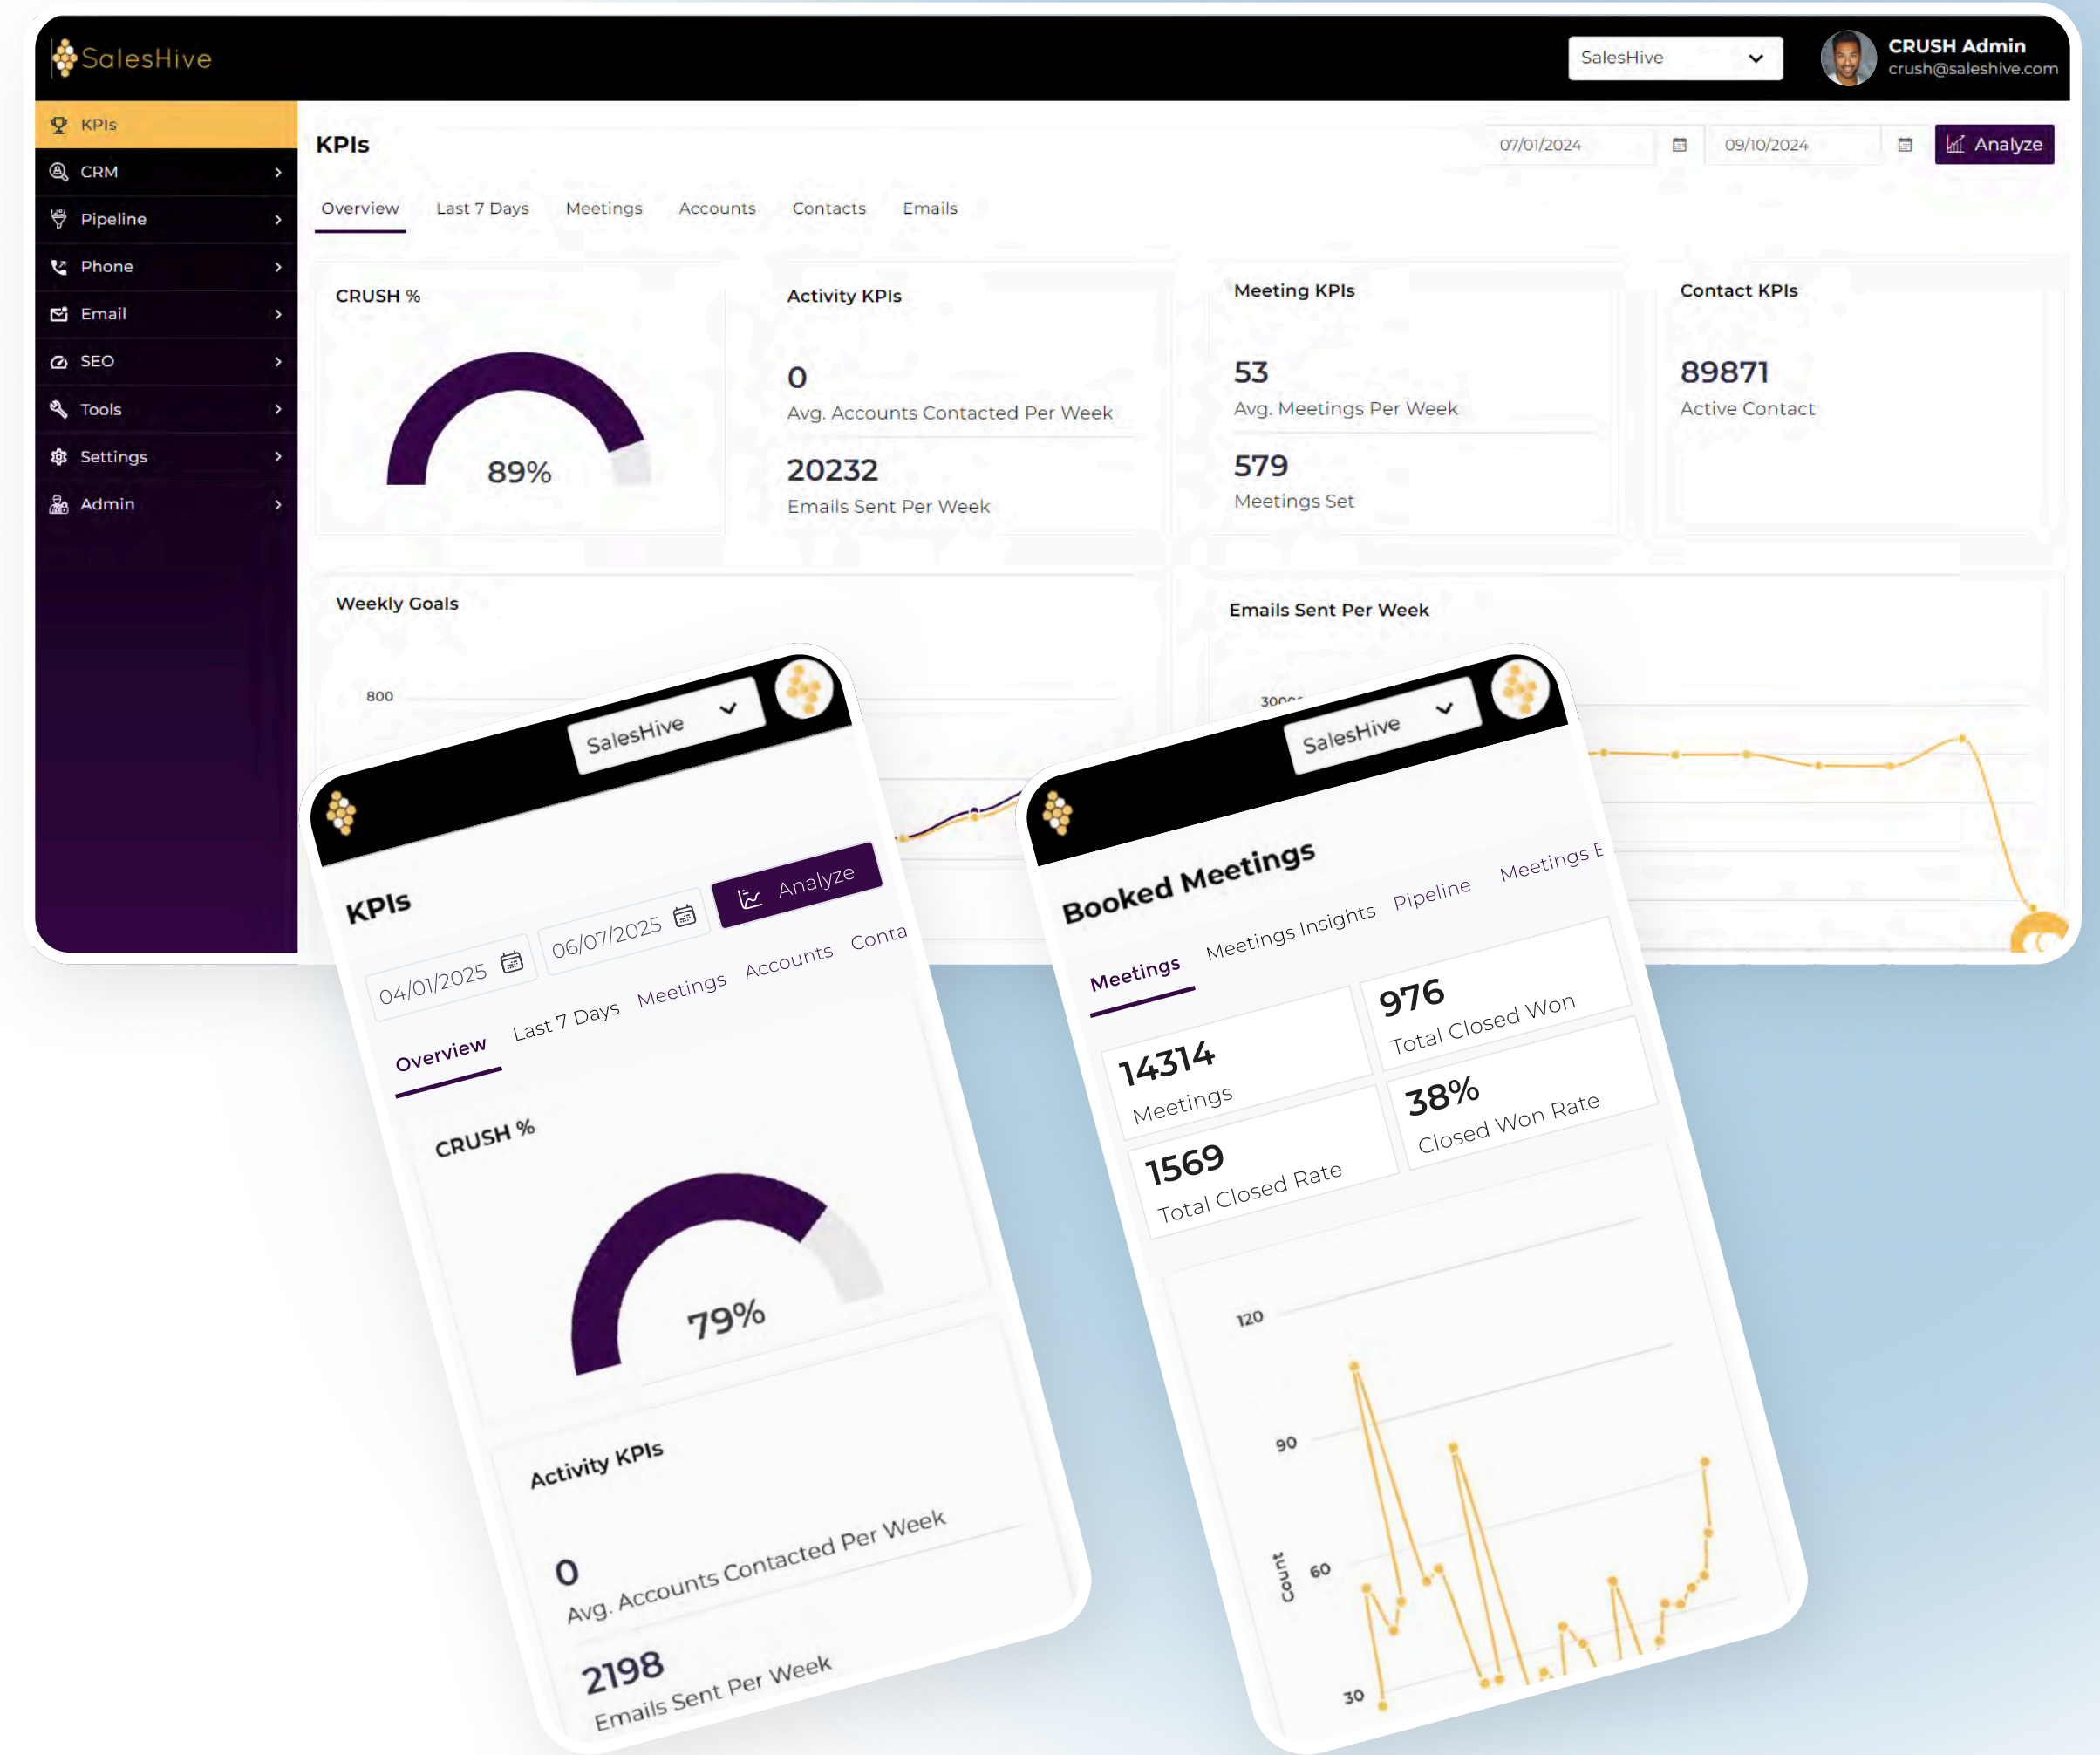 SalesHive
SalesHive
CRUSH Admin
crush@saleshive.com
KPIs
CRM
Pipeline
Phone
Email
SEO
Tools
Settings
Admin
KPIs
07/01/2024
09/10/2024
Analyze
Overview
Last 7 Days
Meetings
Accounts
Contacts
Emails
CRUSH %
89%
Activity KPIs
0
Avg. Accounts Contacted Per Week
20232
Emails Sent Per Week
Meeting KPIs
53
Avg. Meetings Per Week
579
Meetings Set
Contact KPIs
89871
Active Contact
Weekly Goals
800
Emails Sent Per Week
SalesHive
KPIs
04/01/2025
06/07/2025
Analyze
Overview
Last 7 Days
Meetings
Accounts
Conta
CRUSH %
79%
Activity KPIs
0
Avg. Accounts Contacted Per Week
2198
Emails Sent Per Week
SalesHive
Booked Meetings
Meetings
Meetings Insights
Pipeline
Meetings E
14314
Meetings
976
Total Closed Won
1569
Total Closed Rate
38%
Closed Won Rate
120
90
60
30
Count